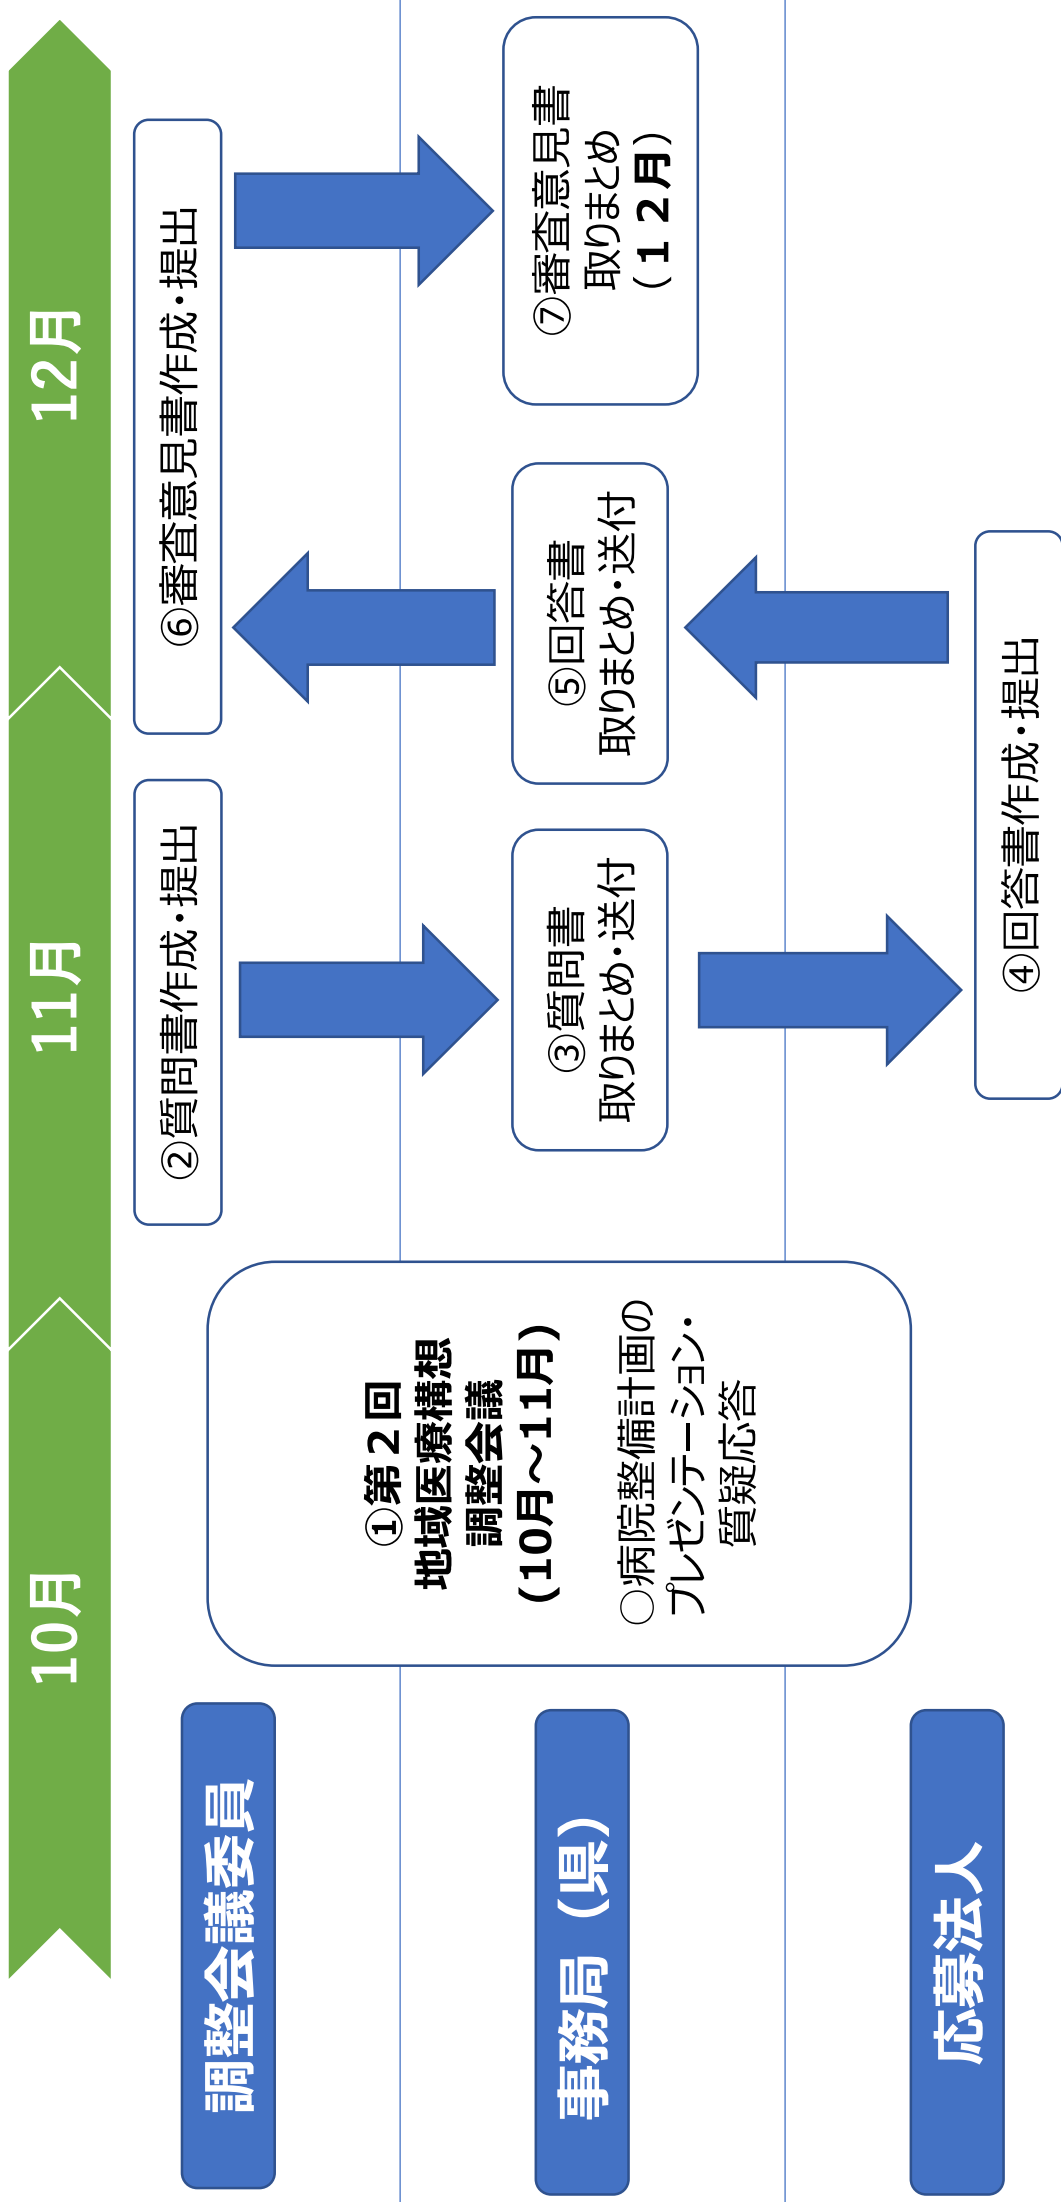 10月
11月
12月
調整会議委員
事務局（県）
応募法人
①第２回
地域医療構想
調整会議
(10月～11月)
○病院整備計画の
プレゼンテーション・
質疑応答
②質問書作成・提出
③質問書
取りまとめ・送付
④回答書作成・提出
⑤回答書
取りまとめ・送付
⑥審査意見書作成・提出
⑦審査意見書
取りまとめ
（１２月）